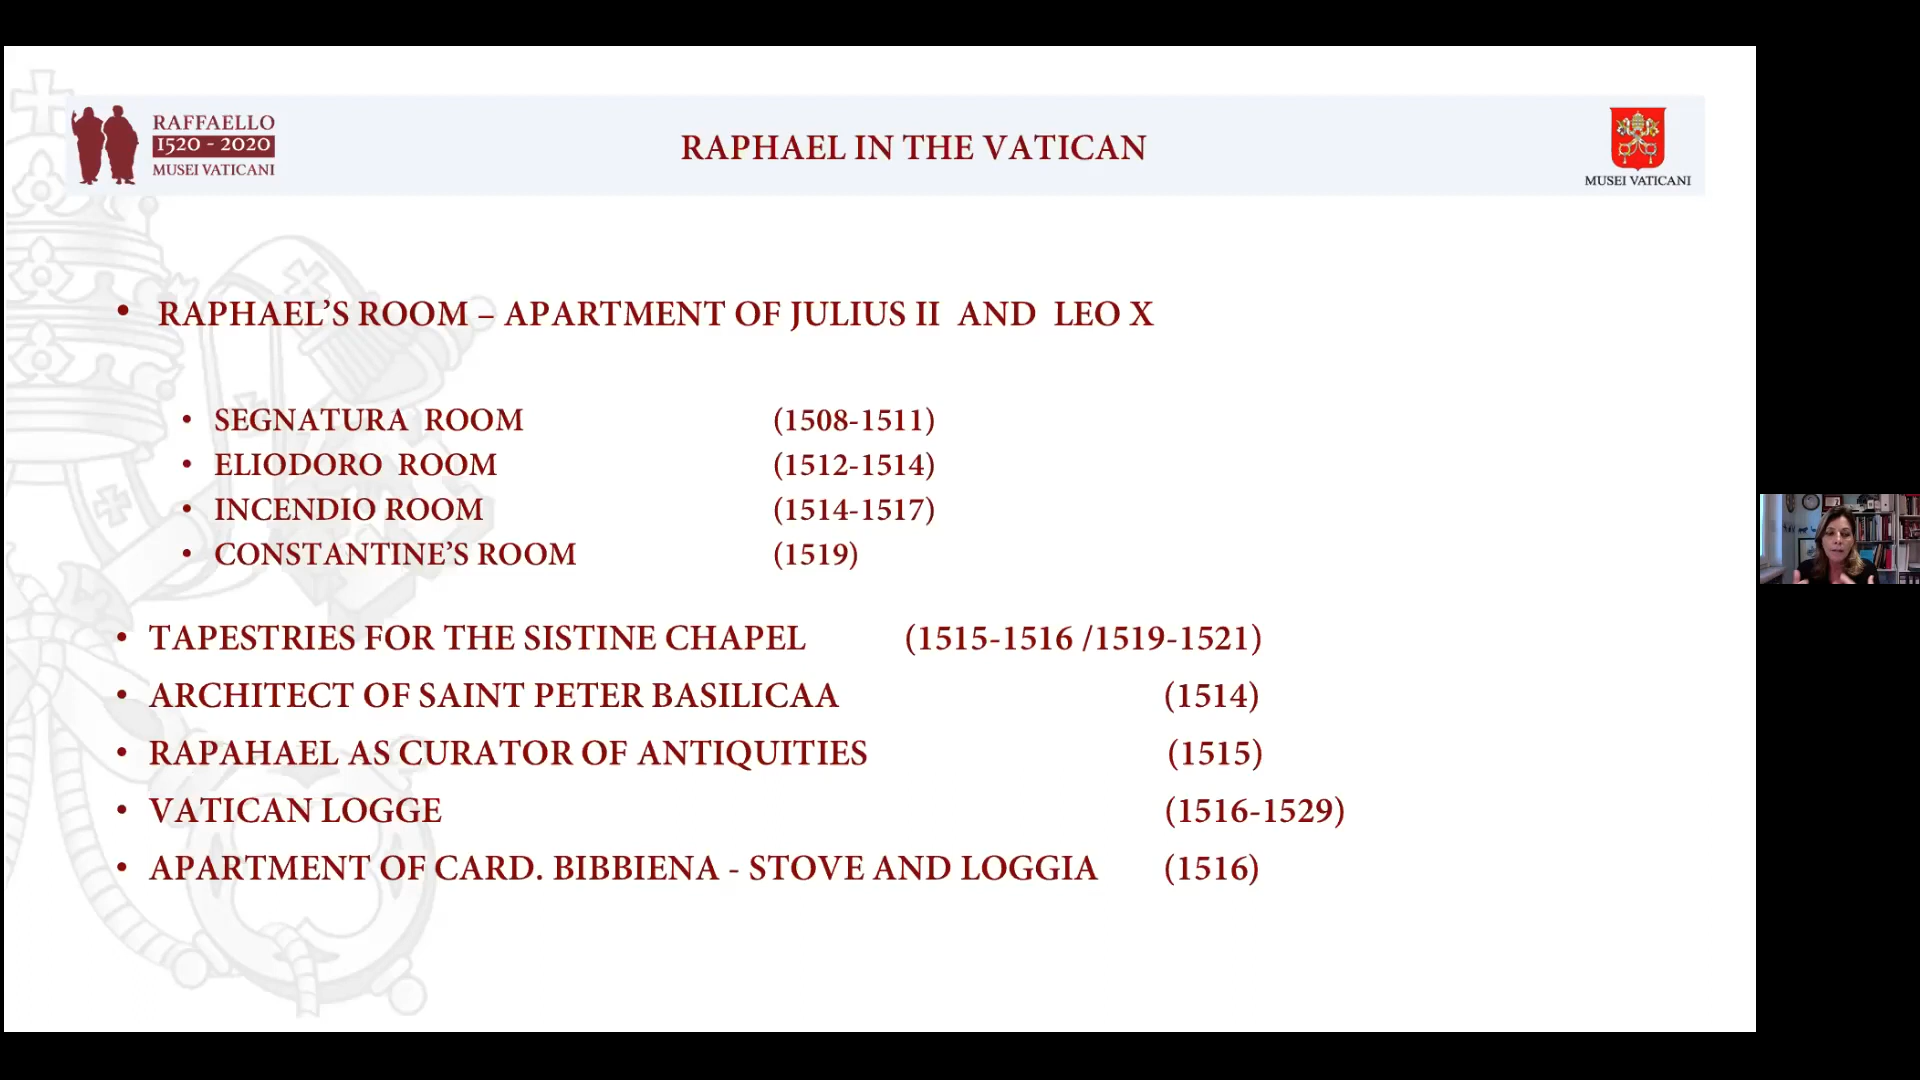 RAFFAELLO
1520 - 2020
MUSEI VATICANI
RAPHAEL IN THE VATICAN
MUSEI VATICANI
• RAPHAEL’S ROOM – APARTMENT OF JULIUS II AND LEO X
• SEGNATURA ROOM (1508-1511)
• ELIODORO ROOM (1512-1514)
• INCENDIO ROOM (1514-1517)
• CONSTANTINE’S ROOM (1519)
• TAPESTRIES FOR THE SISTINE CHAPEL (1515-1516 /1519-1521)
• ARCHITECT OF SAINT PETER BASILICAA (1514)
• RAPAHAEL AS CURATOR OF ANTIQUITIES (1515)
• VATICAN LOGGE (1516-1529)
• APARTMENT OF CARD. BIBBIENA - STOVE AND LOGGIA (1516)